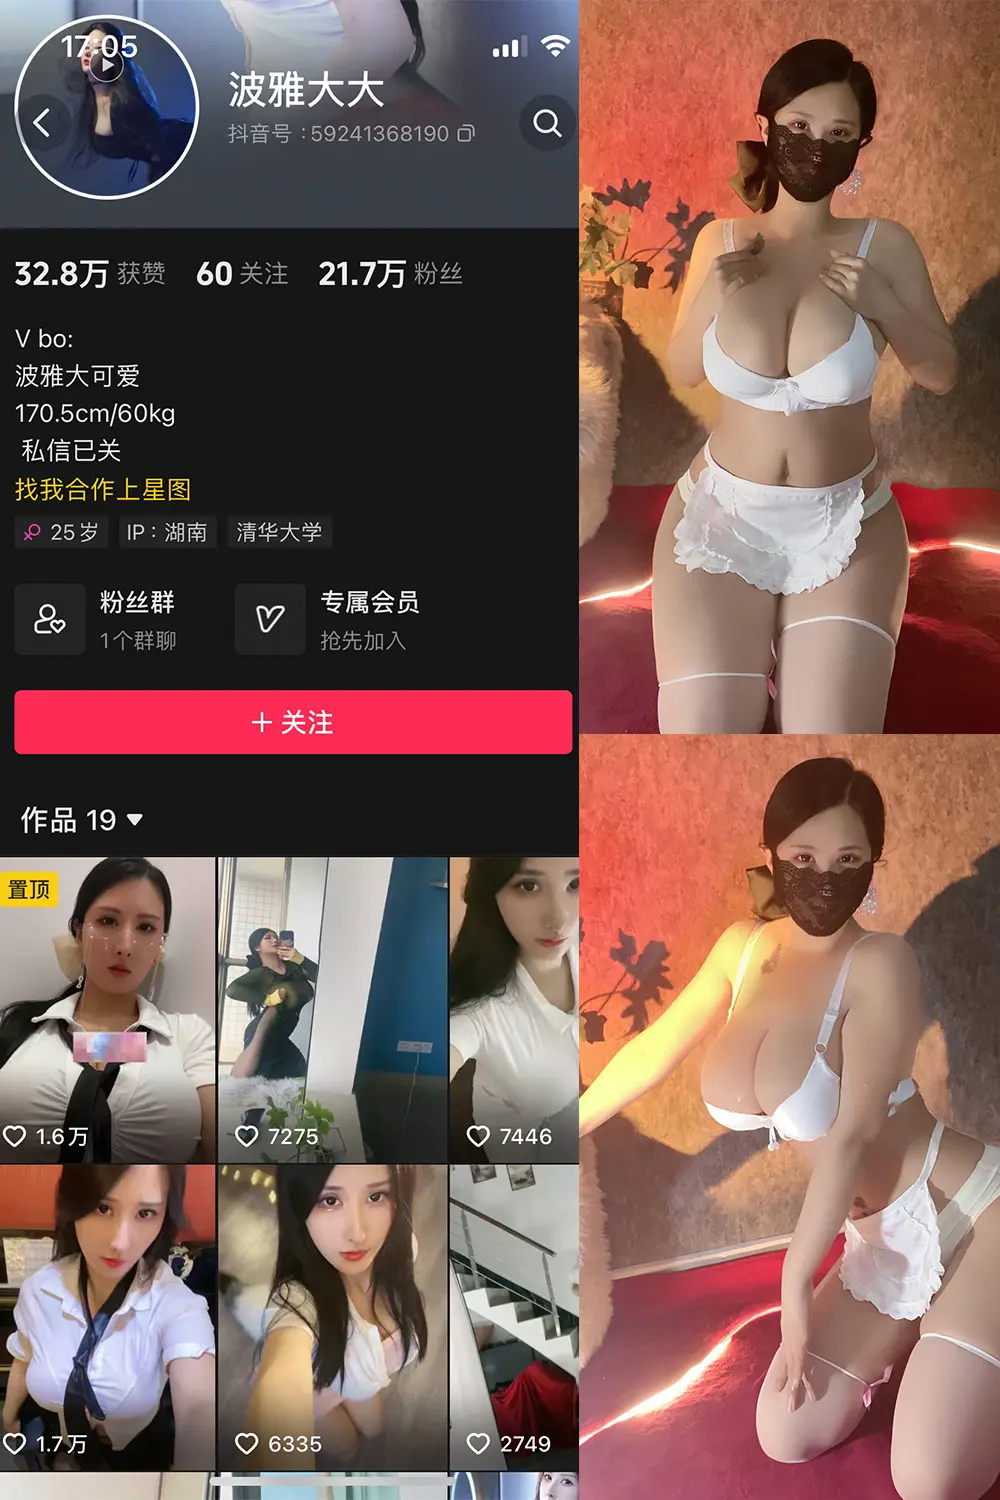 17:05
波雅大大
抖音号：59241368190
32.8万 获赞 60 关注 21.7万 粉丝
V bo:
波雅大可爱
170.5cm/60kg
私信已关
找我合作上星图
25岁 IP：湖南 清华大学
粉丝群 专属会员
1个群聊 抢先加入
+ 关注
作品 19
置顶
1.6万 7275 7446
1.7万 6335 2749